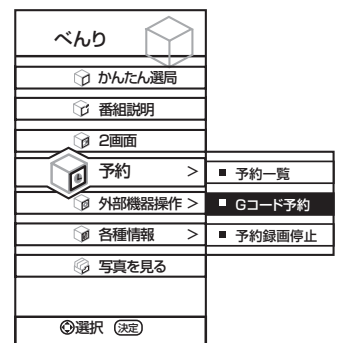 べんり
かんたん選局
番組説明
2画面
予約 >
■ 予約一覧
外部機器操作 >
■ Gコード予約
各種情報 >
■ 予約録画停止
写真を見る
選択 決定